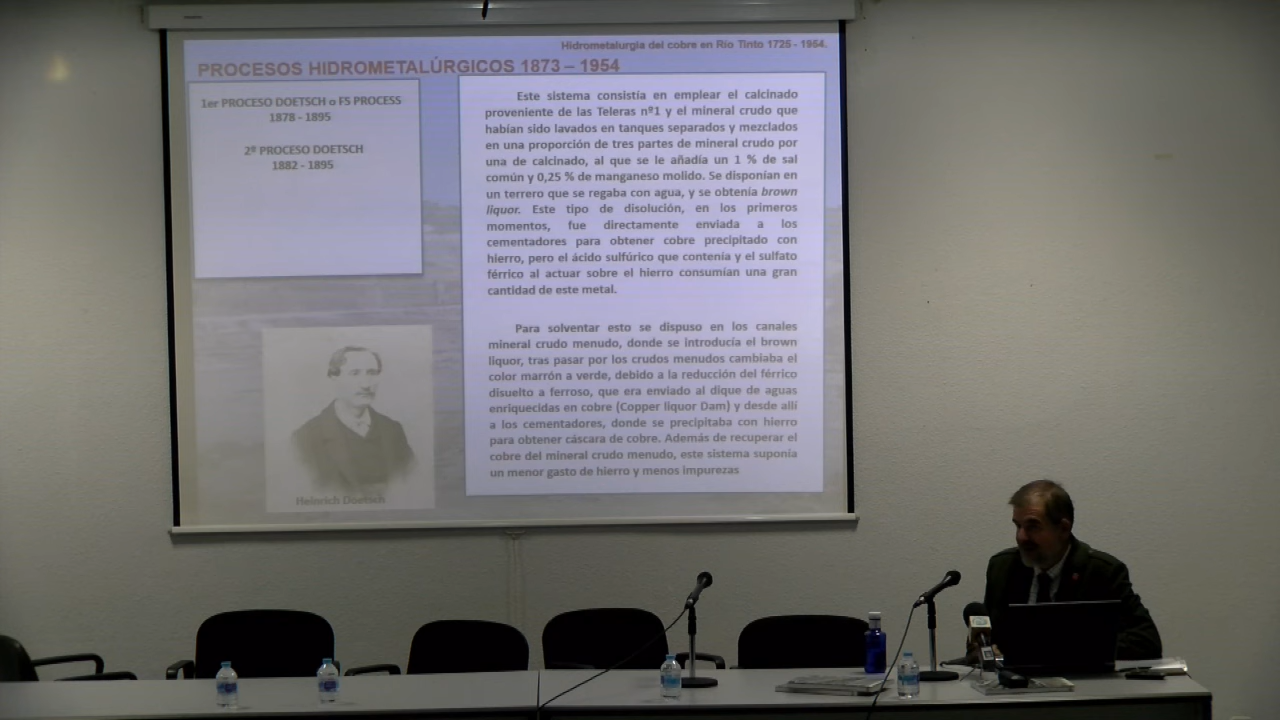 Hidrometalurgia del cobre en Río Tinto 1725 - 1954.
PROCESOS HIDROMETALÚRGICOS 1873 – 1954
1er PROCESO DOETSCH o FS PROCESS
1878 - 1895
2º PROCESO DOETSCH
1882 - 1895
Este sistema consistía en emplear el calcinado
proveniente de las Teleras nº1 y el mineral crudo que
habían sido lavados en tanques separados y mezclados
en una proporción de tres partes de mineral crudo por
una de calcinado, al que se le añadía un 1 % de sal
común y 0,25 % de manganeso molido. Se disponían en
un terrero que se regaba con agua, y se obtenía brown
liquor. Este tipo de disolución, en los primeros
momentos, fue directamente enviada a los
cementadores para obtener cobre precipitado con
hierro, pero el ácido sulfúrico que contenía y el sulfato
férrico al actuar sobre el hierro consumían una gran
cantidad de este metal.
Para solventar esto se dispuso en los canales
mineral crudo menudo, donde se introducía el brown
liquor, tras pasar por los crudos menudos cambiaba el
color marrón a verde, debido a la reducción del férrico
disuelto a ferroso, que era enviado al dique de aguas
enriquecidas en cobre (Copper liquor Dam) y desde allí
a los cementadores, donde se precipitaba con hierro
para obtener cáscara de cobre. Además de recuperar el
cobre del mineral crudo menudo, este sistema suponía
un menor gasto de hierro y menos impurezas
Heinrich Doetsch